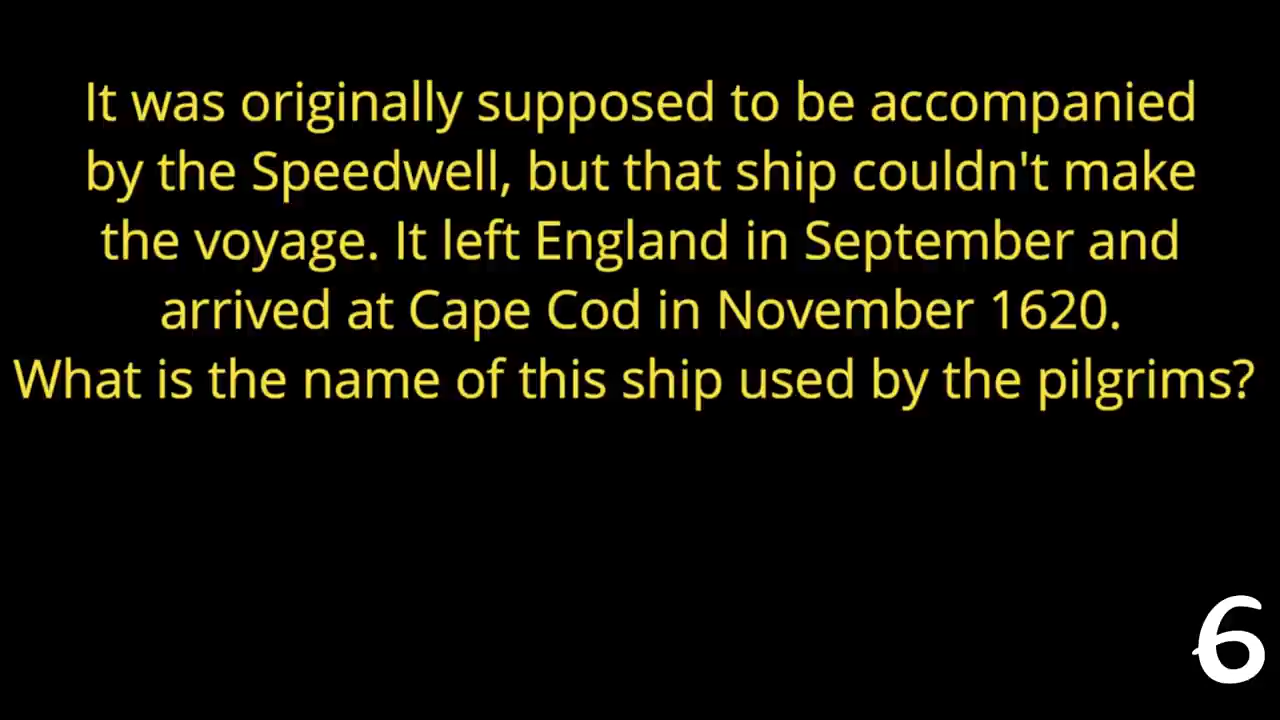 It was originally supposed to be accompanied
by the Speedwell, but that ship couldn't make
the voyage. It left England in September and
arrived at Cape Cod in November 1620.
What is the name of this ship used by the pilgrims?
6